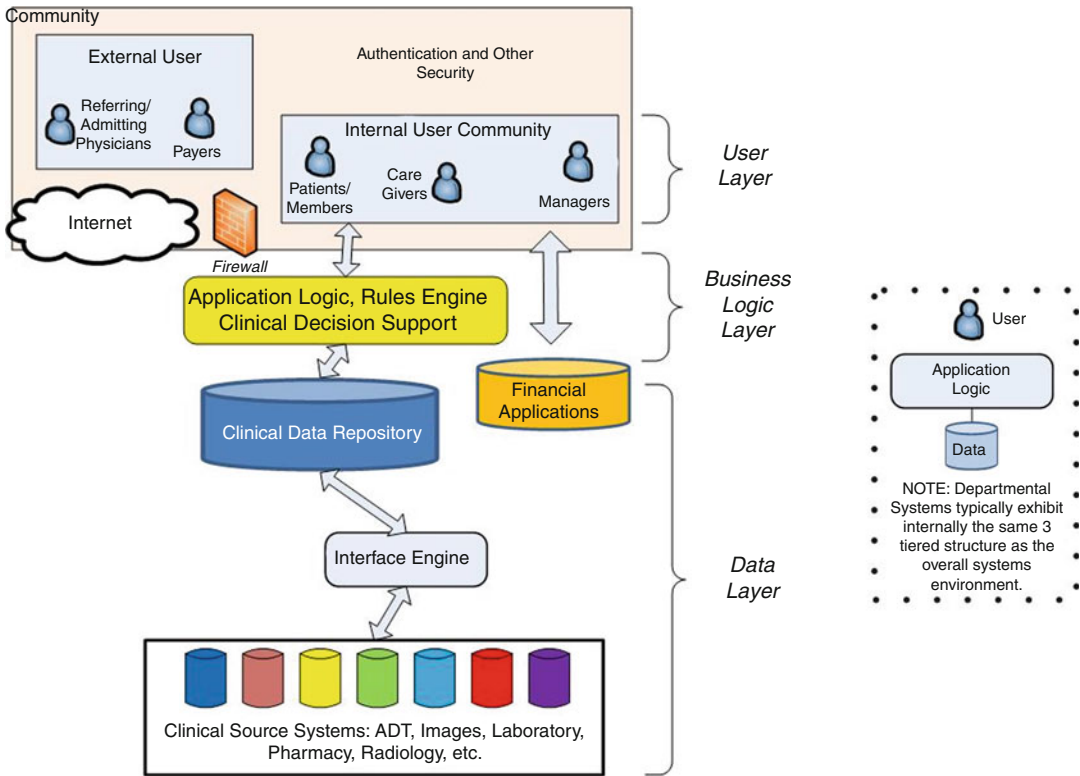 Community
External User
Referring/
Admitting
Physicians
Payers
Authentication and Other
Security
Internal User Community
Patients/
Members
Care
Givers
Managers
Internet
Firewall
User
Layer
Application Logic, Rules Engine
Clinical Decision Support
Business
Logic
Layer
Clinical Data Repository
Financial
Applications
Interface Engine
Data
Layer
Clinical Source Systems: ADT, Images, Laboratory,
Pharmacy, Radiology, etc.
User
Application
Logic
Data
NOTE: Departmental
Systems typically exhibit
internally the same 3
tiered structure as the
overall systems
environment.